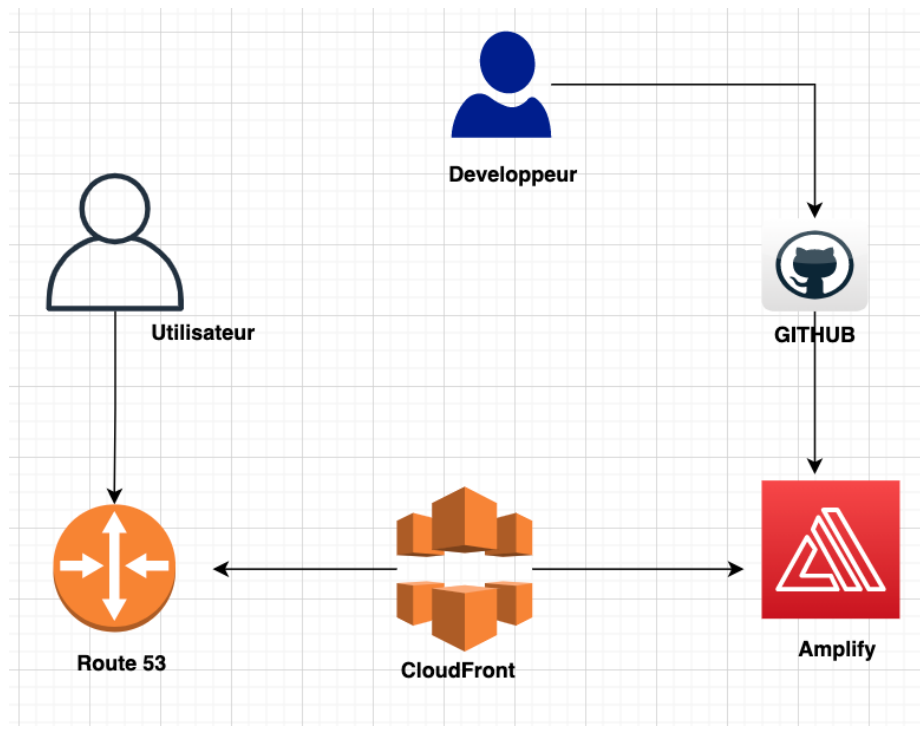 Developpeur
Utilisateur
GITHUB
Route 53
CloudFront
Amplify